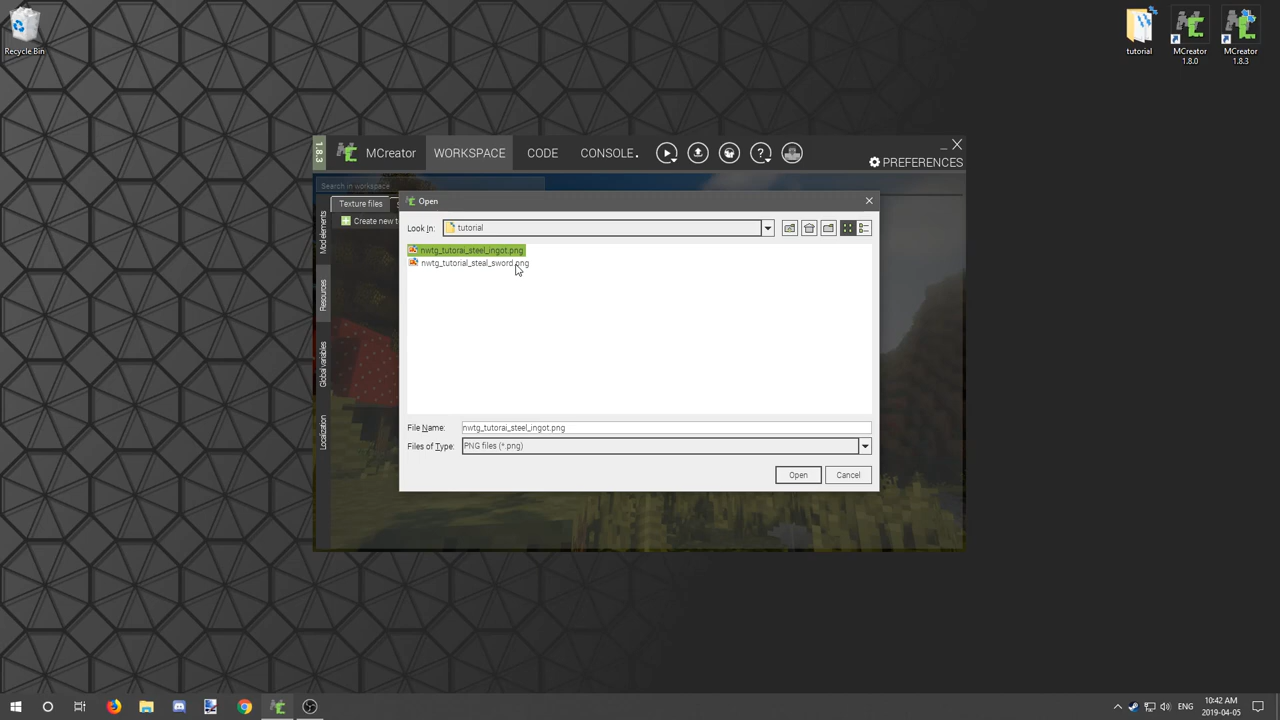 Recycle Bin
tutorial
MCreator 1.8.0
MCreator 1.8.3
1.8.3
MCreator
WORKSPACE
CODE
CONSOLE.
PREFERENCES
Search in workspace
Texture files
Create new t
Mod elements
Resources
Global variables
Localization
Open
Look In:
tutorial
nwtg_tutorai_steel_ingot.png
nwtg_tutorial_steal_sword.png
File Name:
nwtg_tutorai_steel_ingot.png
Files of Type:
PNG files (*.png)
Open
Cancel
ENG
10:42 AM
2019-04-05